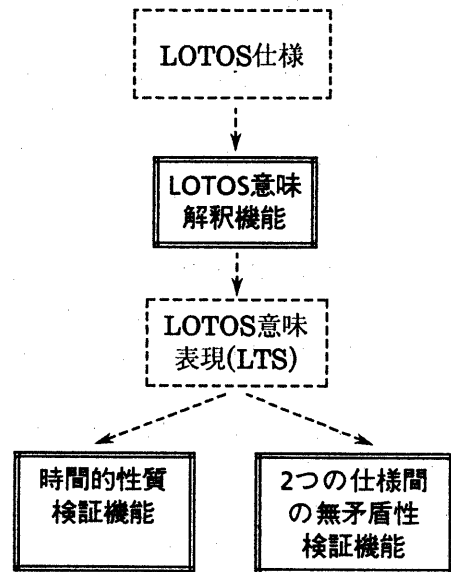 LOTOS仕様
LOTOS意味
解釈機能
LOTOS意味
表現(LTS)
時間的性質
検証機能
2つの仕様間
の無矛盾性
検証機能